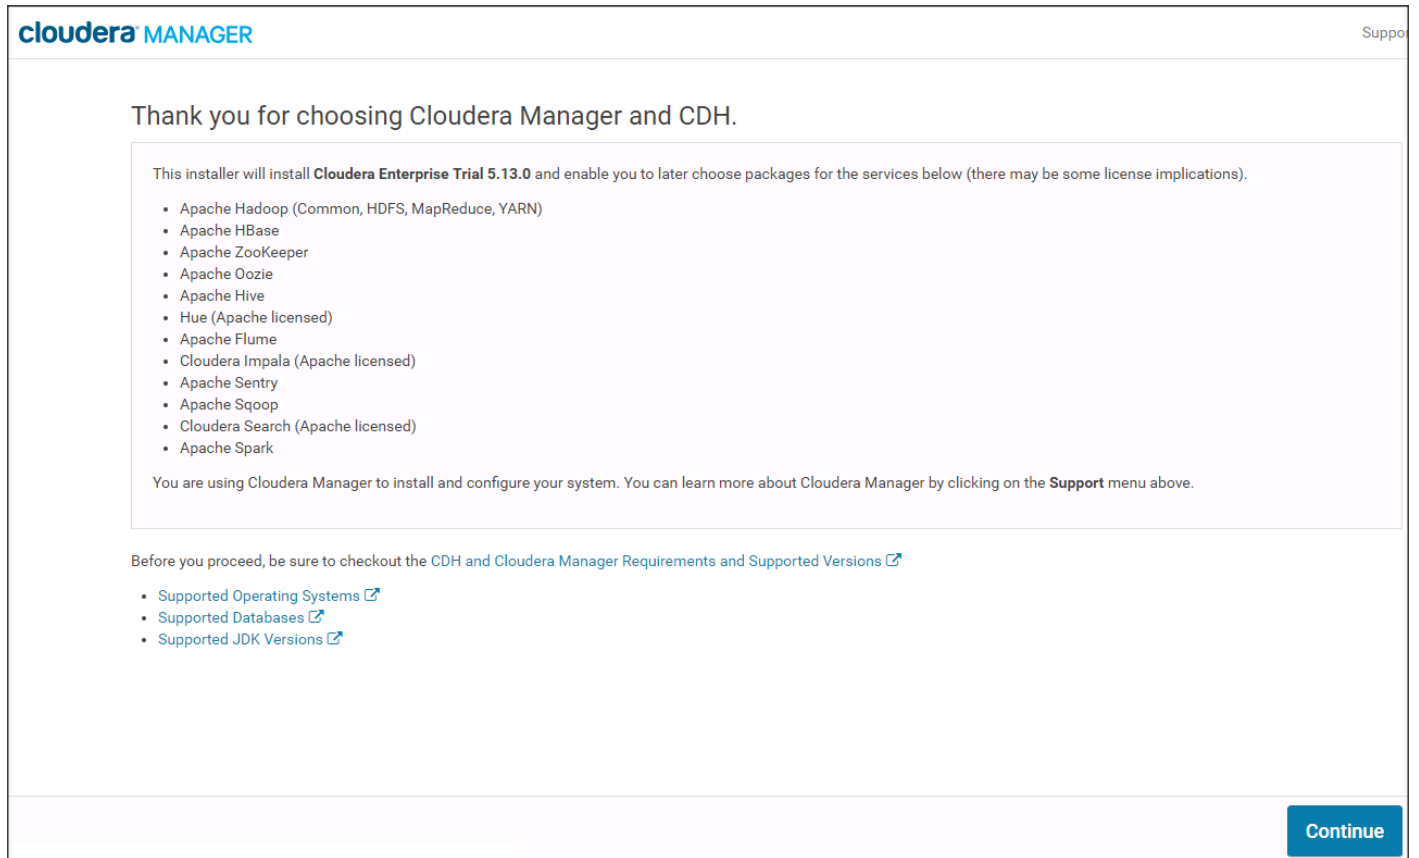 cloudera MANAGER
Suppor
Thank you for choosing Cloudera Manager and CDH.
This installer will install Cloudera Enterprise Trial 5.13.0 and enable you to later choose packages for the services below (there may be some license implications).
• Apache Hadoop (Common, HDFS, MapReduce, YARN)
• Apache HBase
• Apache ZooKeeper
• Apache Oozie
• Apache Hive
• Hue (Apache licensed)
• Apache Flume
• Cloudera Impala (Apache licensed)
• Apache Sentry
• Apache Sqoop
• Cloudera Search (Apache licensed)
• Apache Spark
You are using Cloudera Manager to install and configure your system. You can learn more about Cloudera Manager by clicking on the Support menu above.
Before you proceed, be sure to checkout the CDH and Cloudera Manager Requirements and Supported Versions
• Supported Operating Systems
• Supported Databases
• Supported JDK Versions
Continue